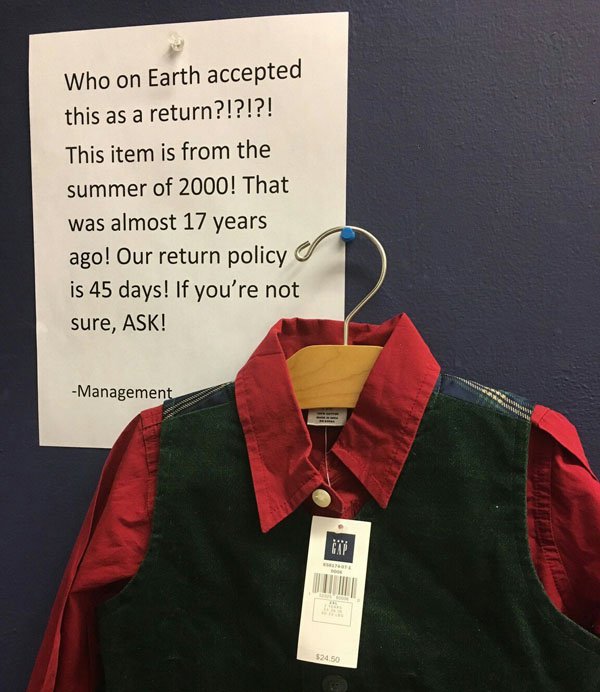 Who on Earth accepted
this as a return?!?!?!
This item is from the
summer of 2000! That
was almost 17 years
ago! Our return policy
is 45 days! If you're not
sure, ASK!
-Management
GAP
$24.50